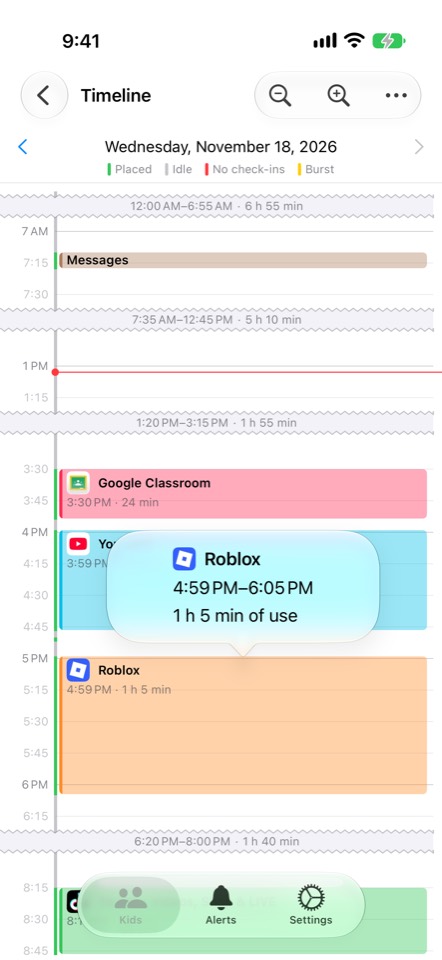 9:41
Timeline
Wednesday, November 18, 2026
Placed Idle No check-ins Burst
12:00 AM–6:55 AM · 6 h 55 min
7 AM
Messages
7:15
7:30
7:35 AM–12:45 PM · 5 h 10 min
1 PM
1:15
1:20 PM–3:15 PM · 1 h 55 min
3:30
Google Classroom
3:30 PM · 24 min
3:45
4 PM
3:59 PM
4:15
4:30
4:45
Roblox
4:59 PM–6:05 PM
1 h 5 min of use
5 PM
Roblox
4:59 PM · 1 h 5 min
5:15
5:30
5:45
6 PM
6:15
6:20 PM–8:00 PM · 1 h 40 min
8:15
8:30
8:45
Kids
Alerts
Settings